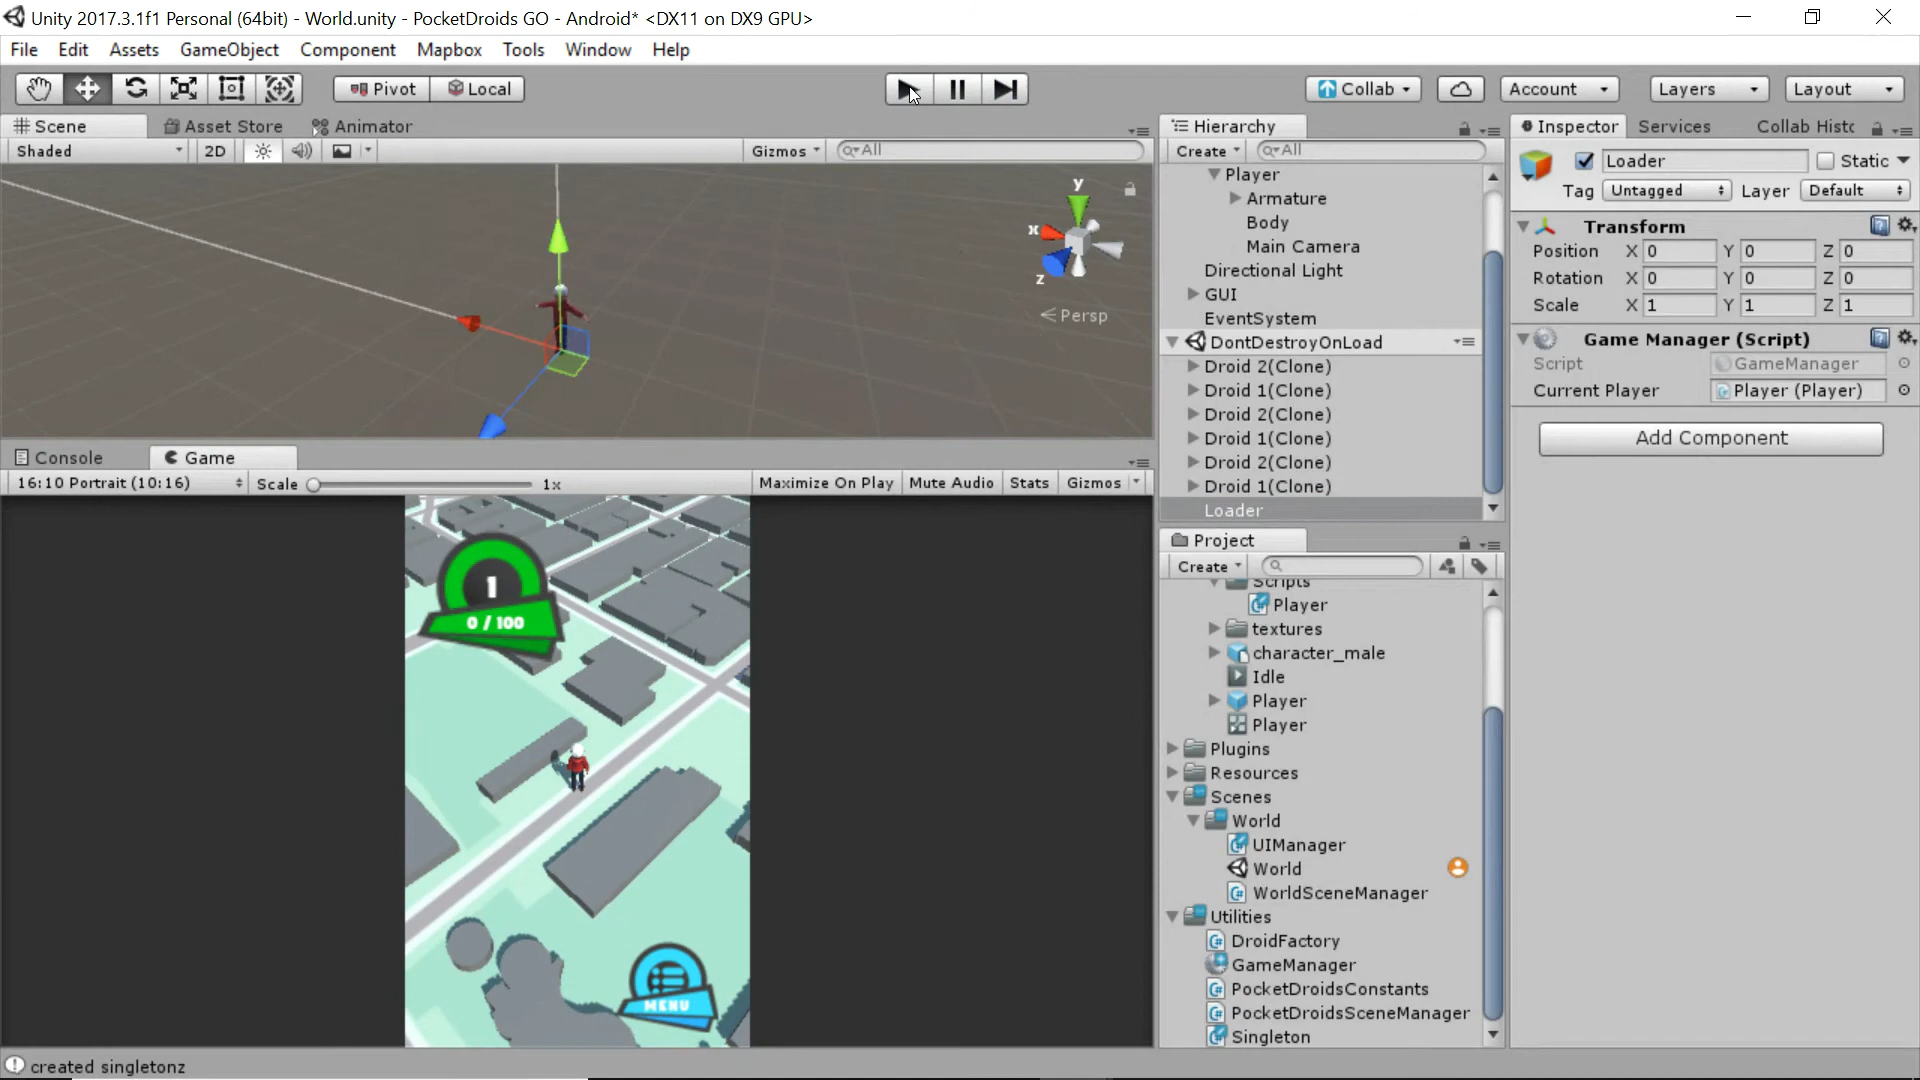 Unity 2017.3.1f1 Personal (64bit) - World.unity - PocketDroids GO - Android* <DX11 on DX9 GPU>
File Edit Assets GameObject Component Mapbox Tools Window Help
Pivot Local Collab Account Layers Layout
Scene Asset Store Animator
Shaded 2D Gizmos All
y
x
z
Persp
Console Game
16:10 Portrait (10:16) Scale 1x Maximize On Play Mute Audio Stats Gizmos
1
0 / 100
MENU
Hierarchy
Create All
Player
Armature
Body
Main Camera
Directional Light
GUI
EventSystem
DontDestroyOnLoad
Droid 2(Clone)
Droid 1(Clone)
Droid 2(Clone)
Droid 1(Clone)
Droid 2(Clone)
Droid 1(Clone)
Loader
Project
Create
Scripts
Player
textures
character_male
Idle
Player
Player
Plugins
Resources
Scenes
World
UIManager
World
WorldSceneManager
Utilities
DroidFactory
GameManager
PocketDroidsConstants
PocketDroidsSceneManager
Singleton
Inspector Services Collab Histc
Loader Static
Tag Untagged Layer Default
Transform
Position X 0 Y 0 Z 0
Rotation X 0 Y 0 Z 0
Scale X 1 Y 1 Z 1
Game Manager (Script)
Script GameManager
Current Player Player (Player)
Add Component
created singletonz